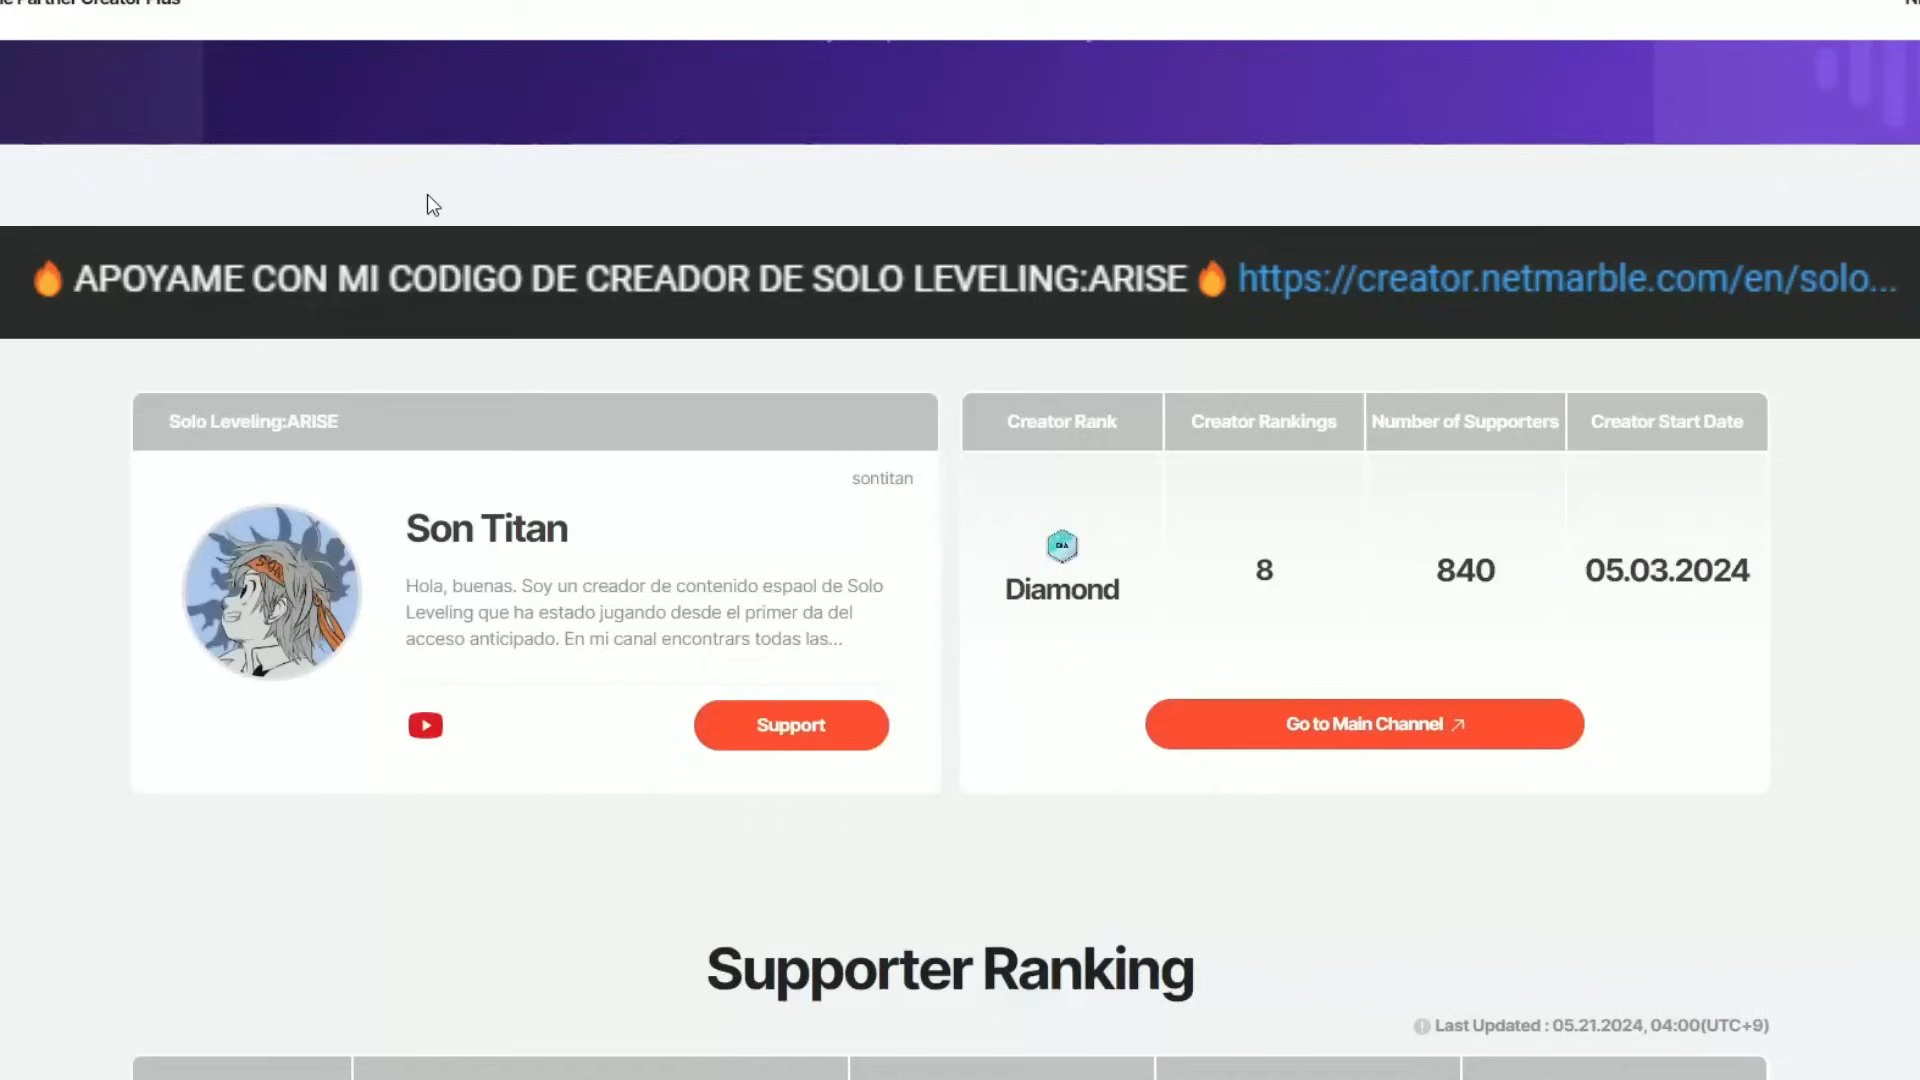 Partner Creator Plus
🔥 APOYAME CON MI CODIGO DE CREADOR DE SOLO LEVELING:ARISE 🔥 https://creator.netmarble.com/en/solo...
Solo Leveling:ARISE
sontitan
Son Titan
Hola, buenas. Soy un creador de contenido espaol de Solo
Leveling que ha estado jugando desde el primer da del
acceso anticipado. En mi canal encontrars todas las...
Support
Creator Rank
Creator Rankings
Number of Supporters
Creator Start Date
DIA
Diamond
8
840
05.03.2024
Go to Main Channel
Supporter Ranking
Last Updated : 05.21.2024, 04:00(UTC+9)